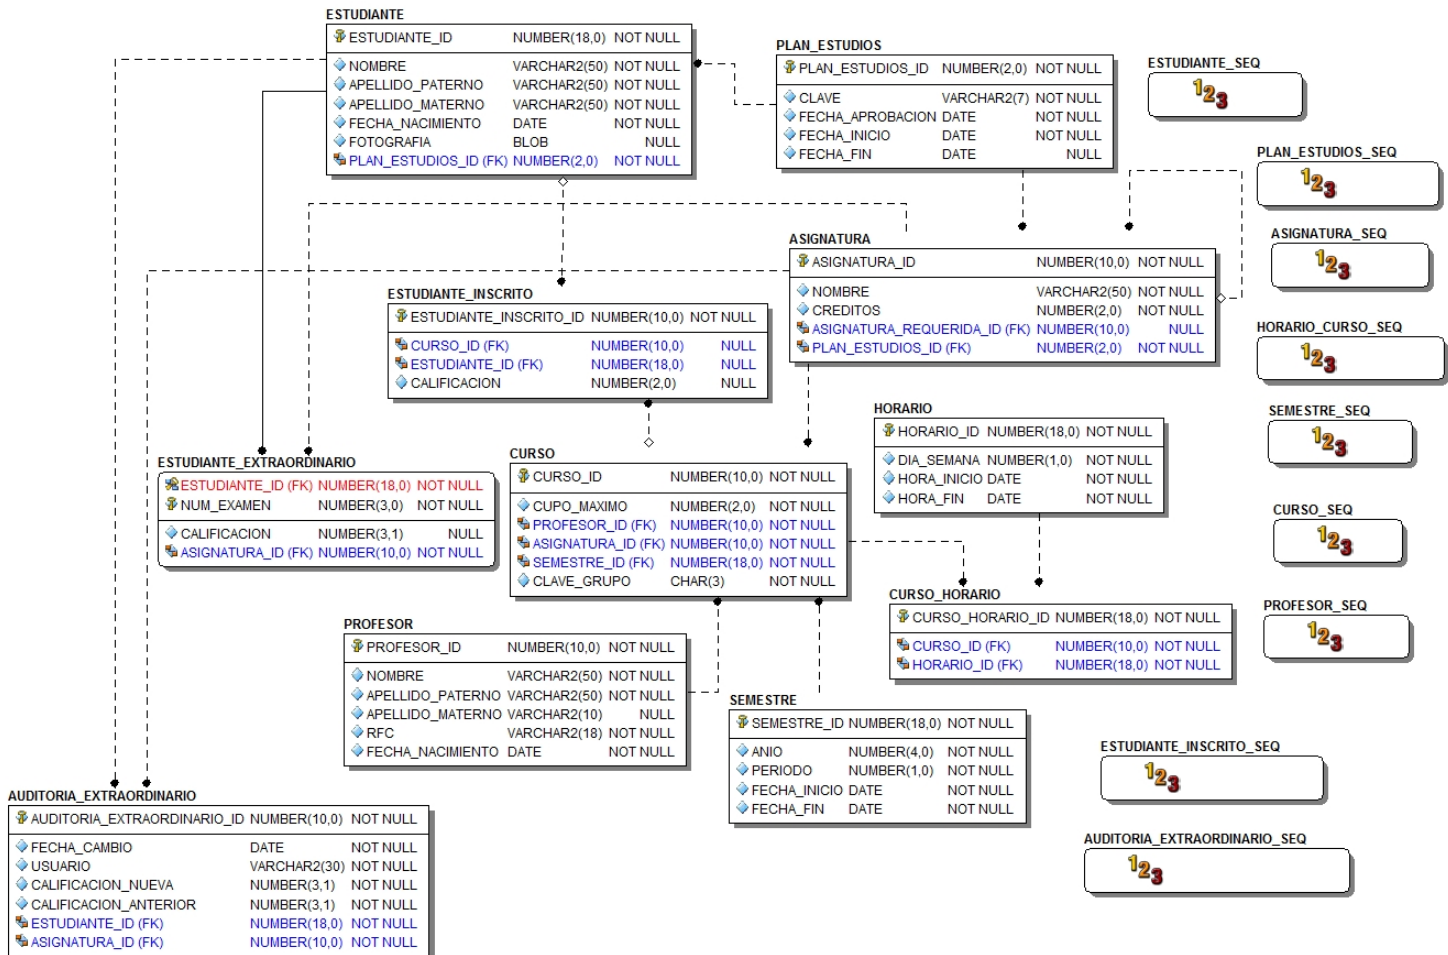 ESTUDIANTE
ESTUDIANTE_ID NUMBER(18,0) NOT NULL
NOMBRE VARCHAR2(50) NOT NULL
APELLIDO_PATERNO VARCHAR2(50) NOT NULL
APELLIDO_MATERNO VARCHAR2(50) NOT NULL
FECHA_NACIMIENTO DATE NOT NULL
FOTOGRAFIA BLOB NULL
PLAN_ESTUDIOS_ID (FK) NUMBER(2,0) NOT NULL
PLAN_ESTUDIOS
PLAN_ESTUDIOS_ID NUMBER(2,0) NOT NULL
CLAVE VARCHAR2(7) NOT NULL
FECHA_APROBACION DATE NOT NULL
FECHA_INICIO DATE NOT NULL
FECHA_FIN DATE NULL
ESTUDIANTE_SEQ
123
PLAN_ESTUDIOS_SEQ
123
ASIGNATURA_SEQ
123
HORARIO_CURSO_SEQ
123
SEMESTRE_SEQ
123
CURSO_SEQ
123
PROFESOR_SEQ
123
ASIGNATURA
ASIGNATURA_ID NUMBER(10,0) NOT NULL
NOMBRE VARCHAR2(50) NOT NULL
CREDITOS NUMBER(2,0) NOT NULL
ASIGNATURA_REQUERIDA_ID (FK) NUMBER(10,0) NULL
PLAN_ESTUDIOS_ID (FK) NUMBER(2,0) NOT NULL
ESTUDIANTE_INSCRITO
ESTUDIANTE_INSCRITO_ID NUMBER(10,0) NOT NULL
CURSO_ID (FK) NUMBER(10,0) NULL
ESTUDIANTE_ID (FK) NUMBER(18,0) NULL
CALIFICACION NUMBER(2,0) NULL
HORARIO
HORARIO_ID NUMBER(18,0) NOT NULL
DIA_SEMANA NUMBER(1,0) NOT NULL
HORA_INICIO DATE NOT NULL
HORA_FIN DATE NOT NULL
ESTUDIANTE_EXTRAORDINARIO
ESTUDIANTE_ID (FK) NUMBER(18,0) NOT NULL
NUM_EXAMEN NUMBER(3,0) NOT NULL
CALIFICACION NUMBER(3,1) NULL
ASIGNATURA_ID (FK) NUMBER(10,0) NOT NULL
CURSO
CURSO_ID NUMBER(10,0) NOT NULL
CUPO_MAXIMO NUMBER(2,0) NOT NULL
PROFESOR_ID (FK) NUMBER(10,0) NOT NULL
ASIGNATURA_ID (FK) NUMBER(10,0) NOT NULL
SEMESTRE_ID (FK) NUMBER(18,0) NOT NULL
CLAVE_GRUPO CHAR(3) NOT NULL
CURSO_HORARIO
CURSO_HORARIO_ID NUMBER(18,0) NOT NULL
CURSO_ID (FK) NUMBER(10,0) NOT NULL
HORARIO_ID (FK) NUMBER(18,0) NOT NULL
PROFESOR
PROFESOR_ID NUMBER(10,0) NOT NULL
NOMBRE VARCHAR2(50) NOT NULL
APELLIDO_PATERNO VARCHAR2(50) NOT NULL
APELLIDO_MATERNO VARCHAR2(10) NULL
RFC VARCHAR2(18) NOT NULL
FECHA_NACIMIENTO DATE NOT NULL
SEMESTRE
SEMESTRE_ID NUMBER(18,0) NOT NULL
ANIO NUMBER(4,0) NOT NULL
PERIODO NUMBER(1,0) NOT NULL
FECHA_INICIO DATE NOT NULL
FECHA_FIN DATE NOT NULL
ESTUDIANTE_INSCRITO_SEQ
123
AUDITORIA_EXTRAORDINARIO_SEQ
123
AUDITORIA_EXTRAORDINARIO
AUDITORIA_EXTRAORDINARIO_ID NUMBER(10,0) NOT NULL
FECHA_CAMBIO DATE NOT NULL
USUARIO VARCHAR2(30) NOT NULL
CALIFICACION_NUEVA NUMBER(3,1) NOT NULL
CALIFICACION_ANTERIOR NUMBER(3,1) NOT NULL
ESTUDIANTE_ID (FK) NUMBER(18,0) NOT NULL
ASIGNATURA_ID (FK) NUMBER(10,0) NOT NULL